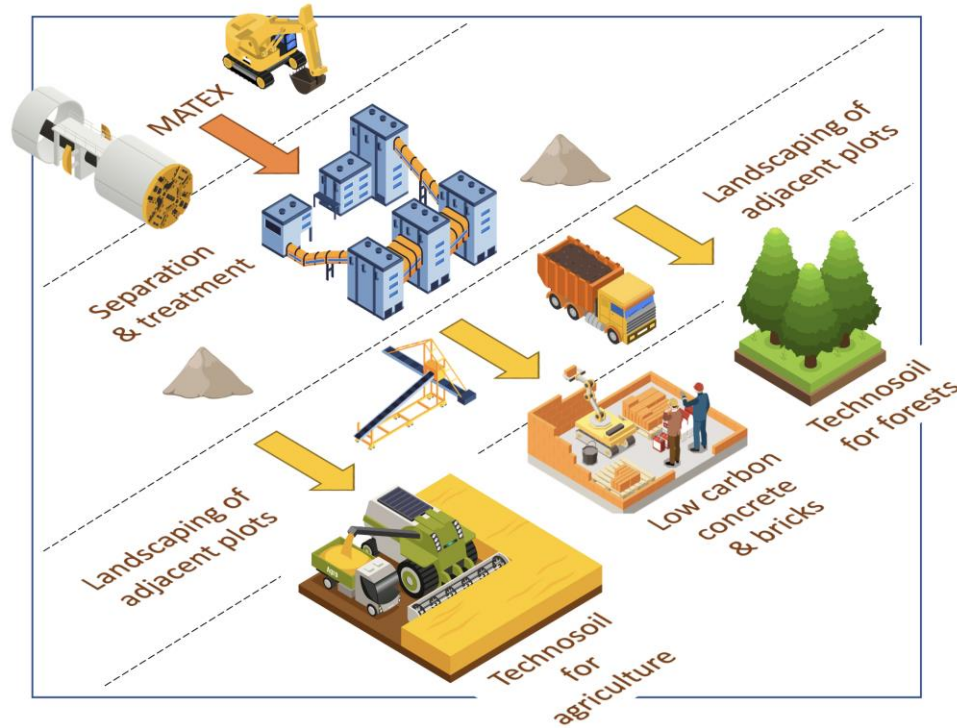 MATEX
Separation
& treatment
Landscaping of
adjacent plots
Technosoil
for forests
Low carbon
concrete
& bricks
Landscaping of
adjacent plots
Technosoil
for
agriculture